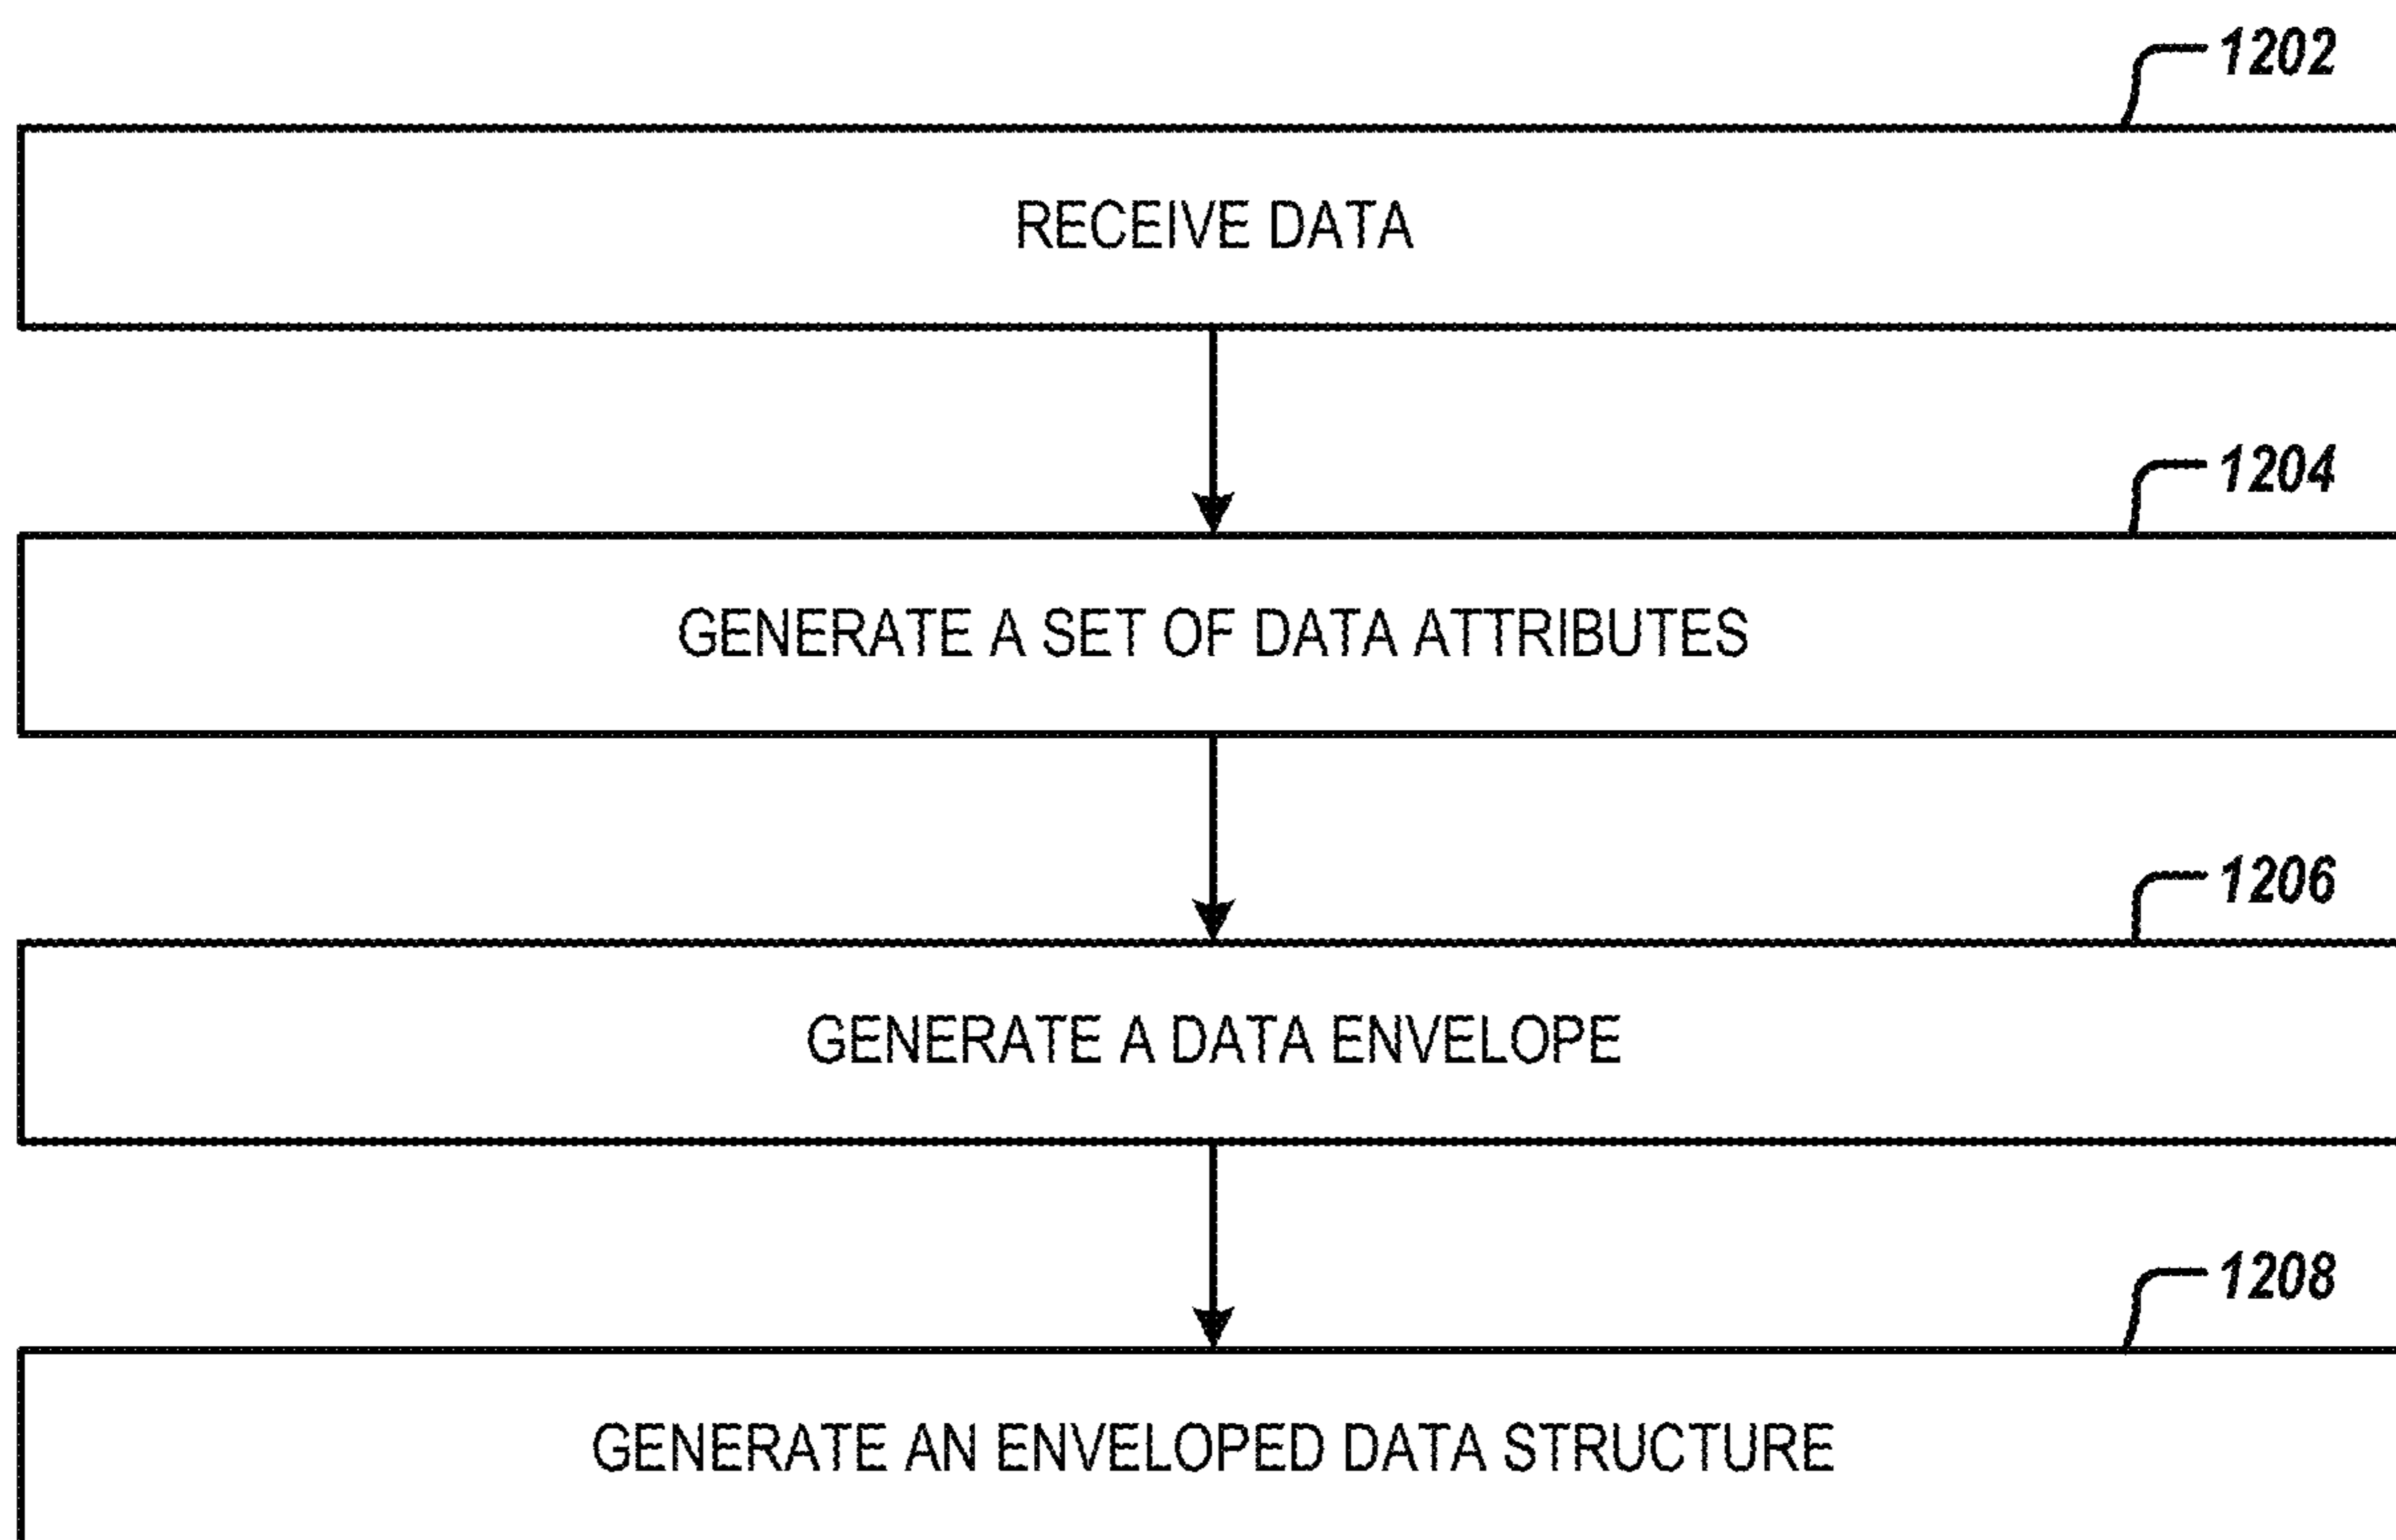 1202
RECEIVE DATA
1204
GENERATE A SET OF DATA ATTRIBUTES
1206
GENERATE A DATA ENVELOPE
1208
GENERATE AN ENVELOPED DATA STRUCTURE